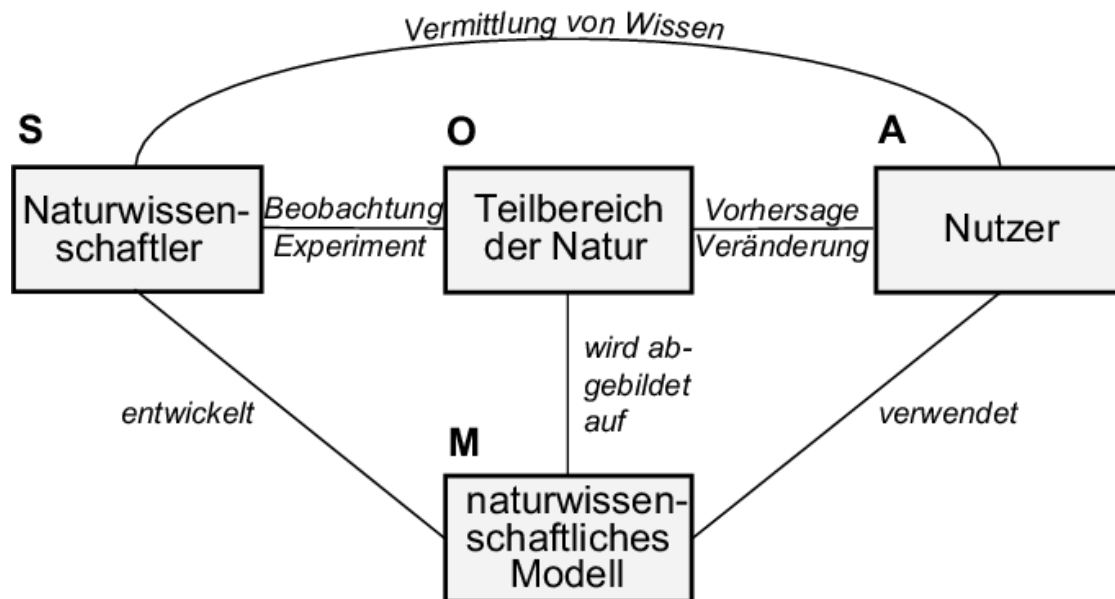 Vermittlung von Wissen
S
O
A
Naturwissen-
schaftler
Beobachtung
Experiment
Teilbereich
der Natur
Vorhersage
Veränderung
Nutzer
entwickelt
wird ab-
gebildet
auf
verwendet
M
naturwissen-
schaftliches
Modell